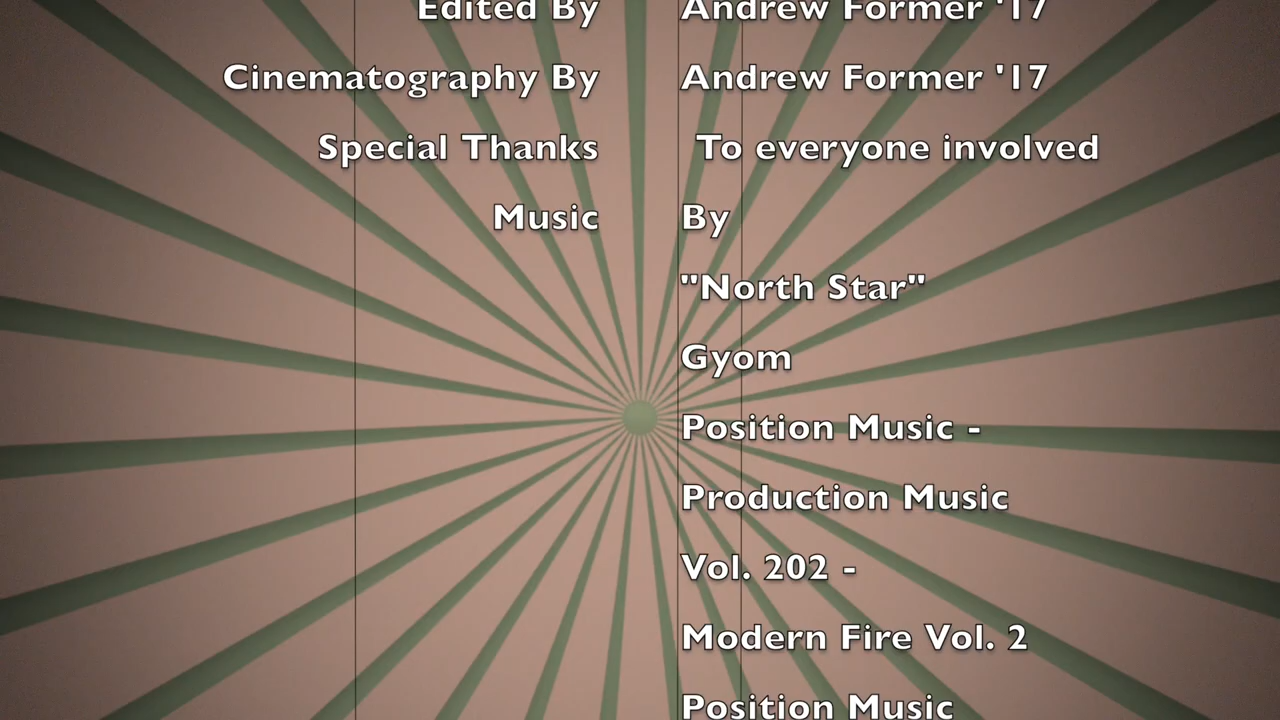 Edited By Andrew Former '17
Cinematography By Andrew Former '17
Special Thanks To everyone involved
Music By
"North Star"
Gyom
Position Music -
Production Music
Vol. 202 -
Modern Fire Vol. 2
Position Music